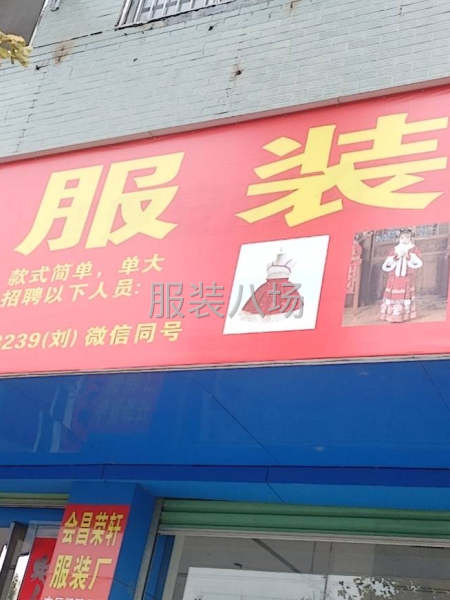 服装
款式简单，单大
招聘以下人员：
239(刘) 微信同号
服装八场
会昌荣轩
服装厂